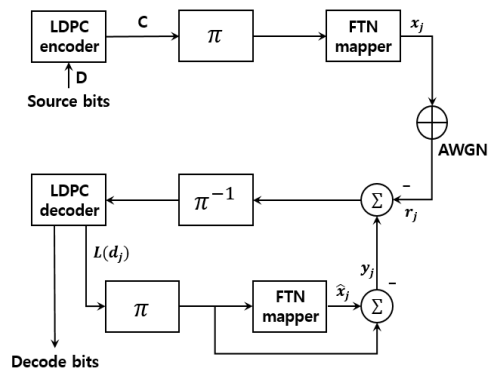 LDPC
encoder
C
π
FTN
mapper
x_j
D
Source bits
AWGN
LDPC
decoder
π⁻¹
Σ
−
r_j
L(d_j)
y_j
π
FTN
mapper
x̂_j
Σ
−
Decode bits